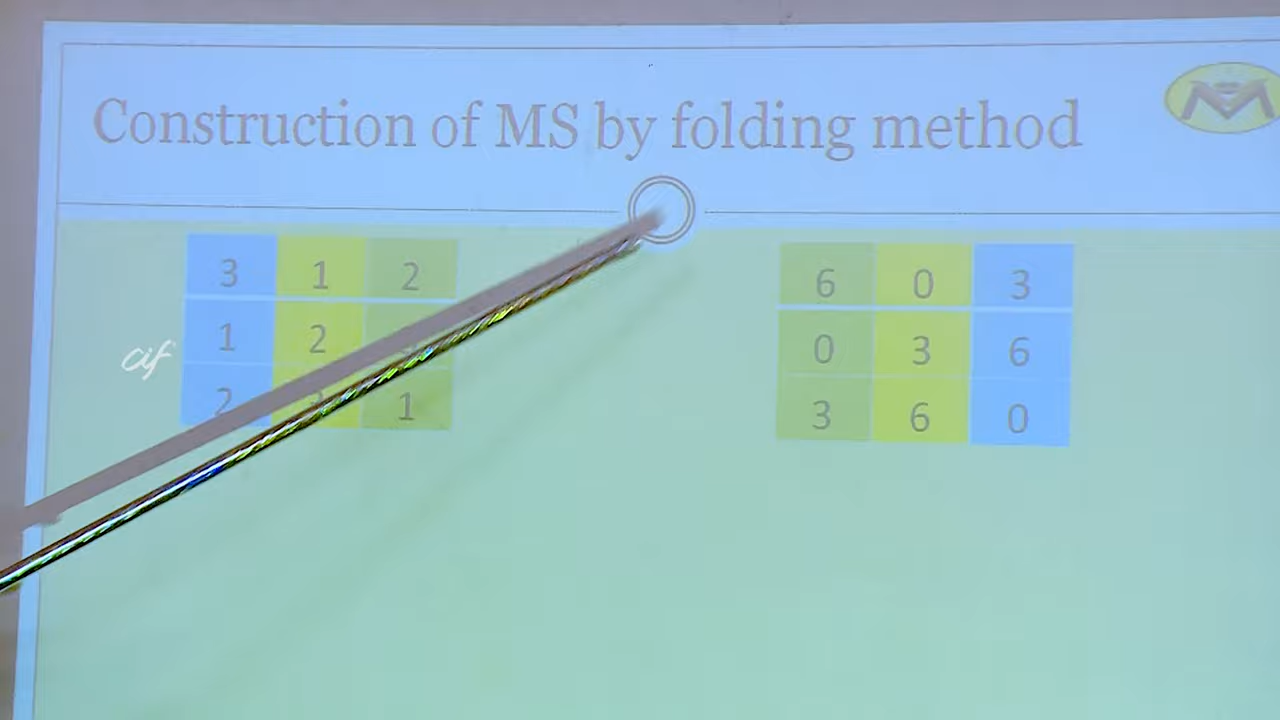 Construction of MS by folding method
3 1 2
1 2
2 1
6 0 3
0 3 6
3 6 0